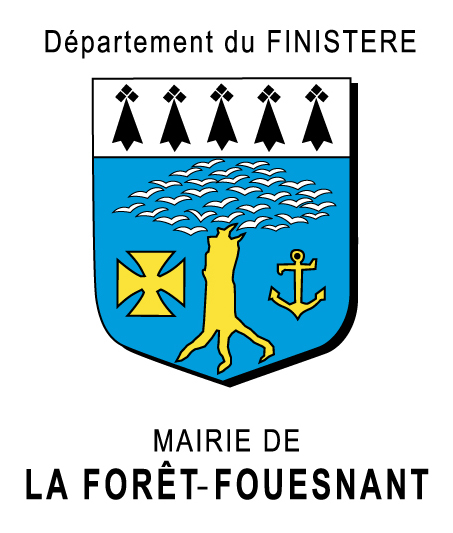 Département du FINISTERE
MAIRIE DE
LA FORÊT-FOUESNANT